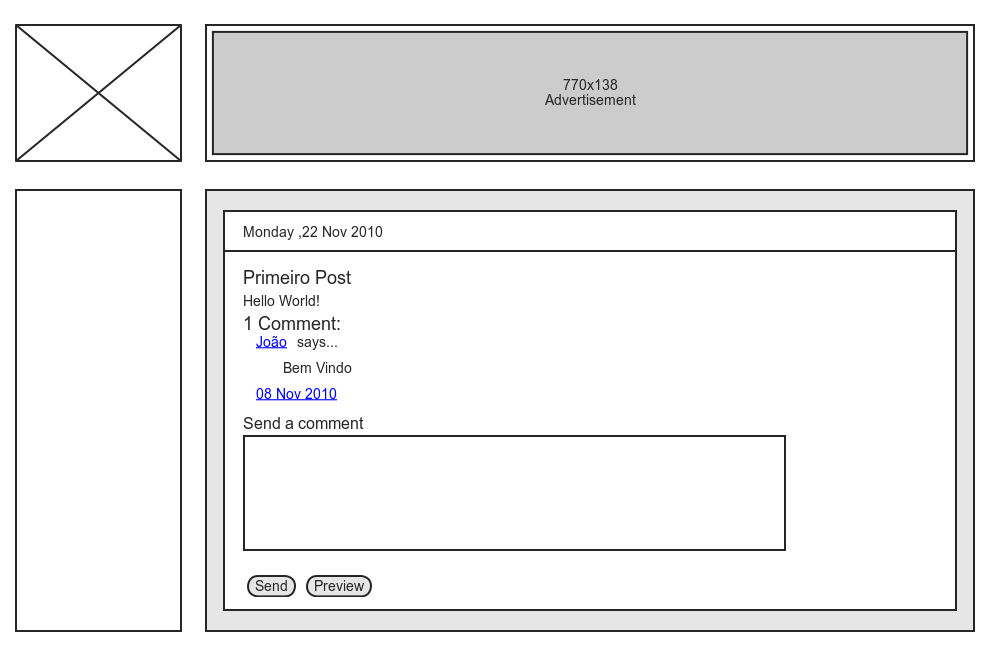 770x138
Advertisement
Monday ,22 Nov 2010
Primeiro Post
Hello World!
1 Comment:
João says...
Bem Vindo
08 Nov 2010
Send a comment
Send Preview